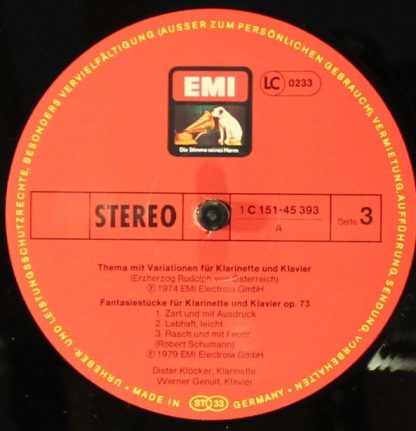 URHEBER- UND LEISTUNGSSCHUTZRECHTE, BESONDERS VERVIELFÄLTIGUNG (AUSSER ZUM PERSÖNLICHEN GEBRAUCH), VERMIETUNG, AUFFÜHRUNG, SENDUNG, VORBEHALTEN
EMI
LC 0233
Die Stimme seines Herrn
STEREO
1 C 151-45 393
A
Seite 3
Thema mit Variationen für Klarinette und Klavier
(Erzherzog Rudolph von Österreich)
Ⓟ 1974 EMI Electrola GmbH
Fantasiestücke für Klarinette und Klavier op. 73
1. Zart und mit Ausdruck
2. Lebhaft, leicht
3. Rasch und mit Feuer
(Robert Schumann)
Ⓟ 1979 EMI Electrola GmbH
Dieter Klöcker, Klarinette
Werner Genuit, Klavier
• MADE IN ST 33 GERMANY •